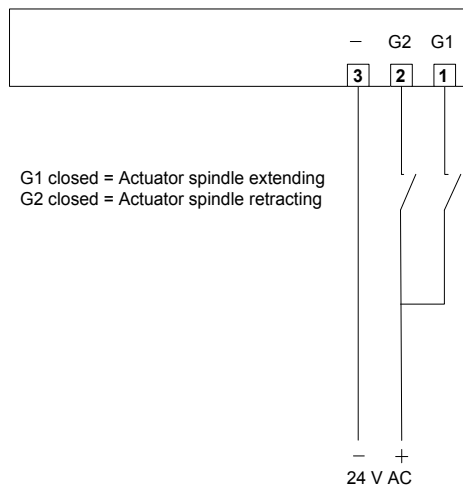 – G2 G1
3 2 1
G1 closed = Actuator spindle extending
G2 closed = Actuator spindle retracting
– +
24 V AC